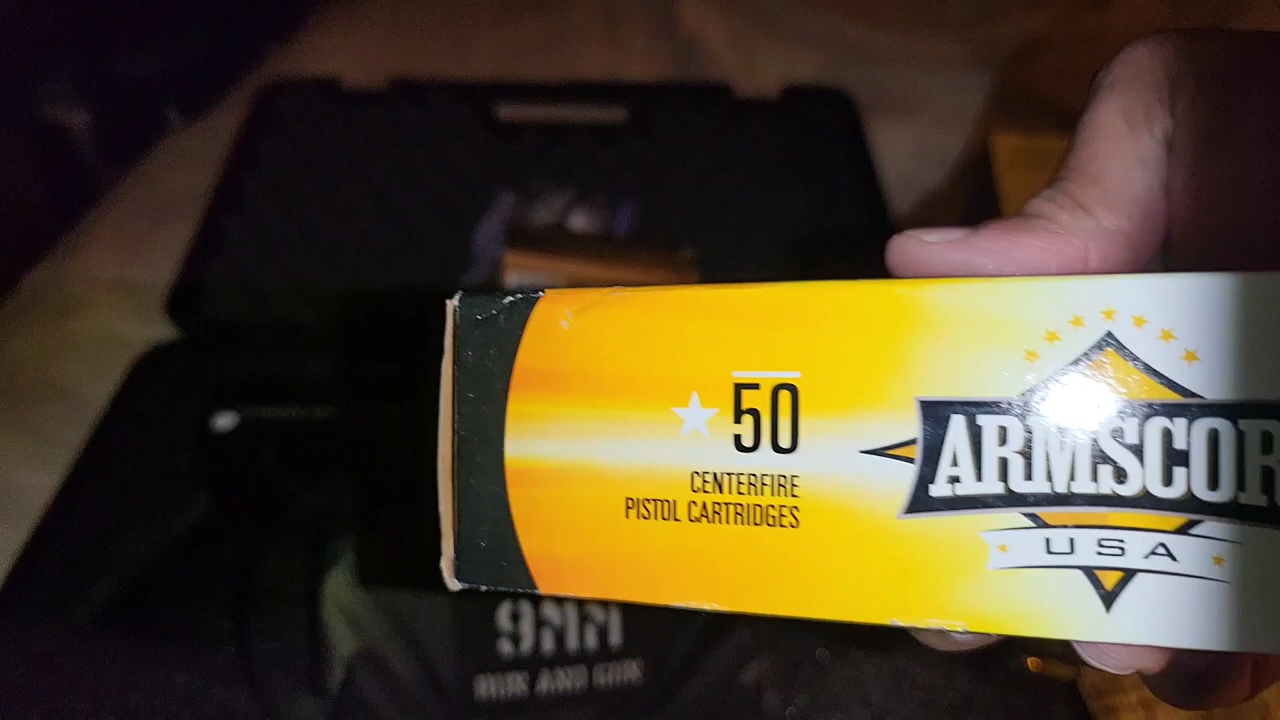 50
CENTERFIRE
PISTOL CARTRIDGES
ARMSCOR
USA
9MM